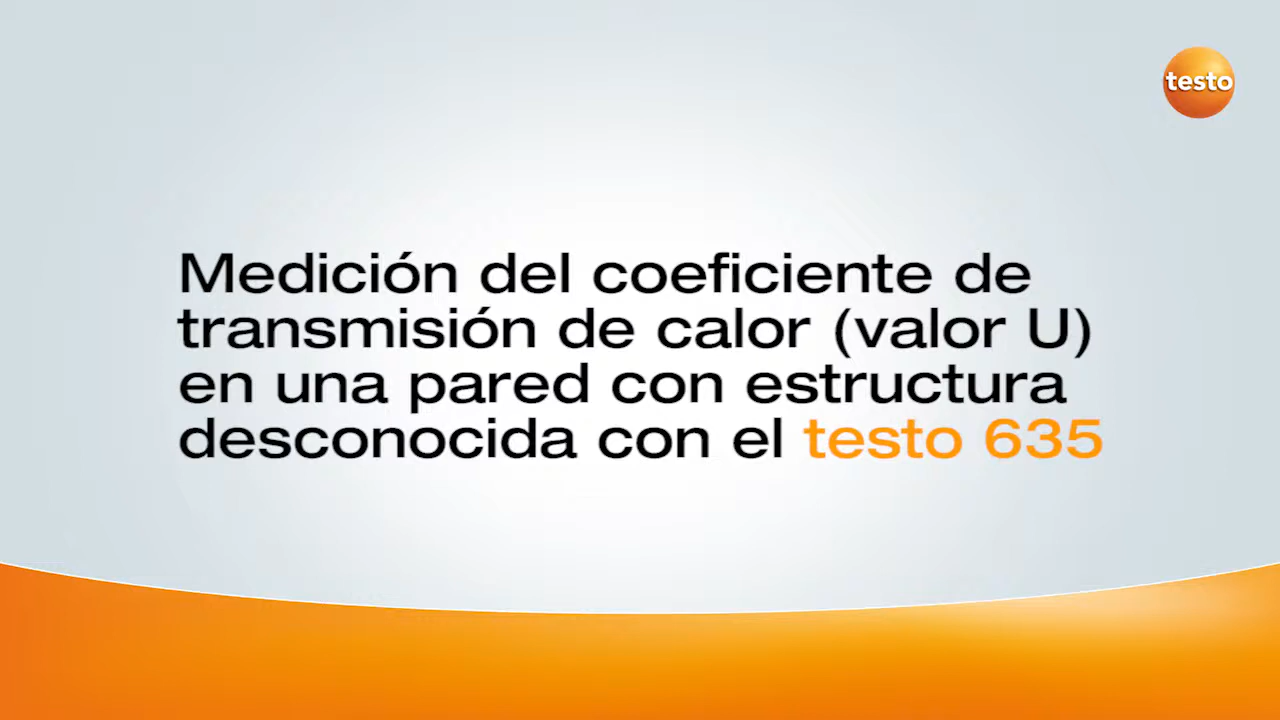 testo
Medición del coeficiente de
transmisión de calor (valor U)
en una pared con estructura
desconocida con el testo 635